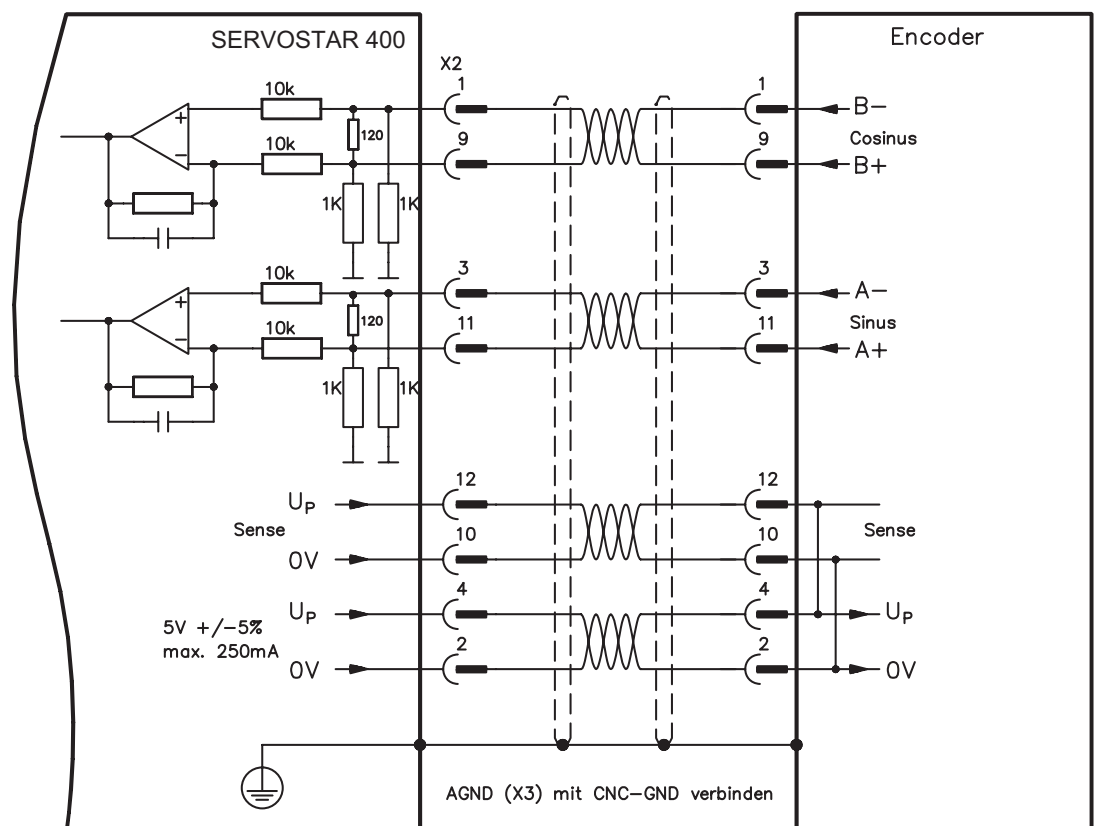 SERVOSTAR 400
Encoder
X2
10k
1
1
B-
120
Cosinus
10k
9
9
B+
1K
1K
10k
3
3
A-
120
Sinus
10k
11
11
A+
1K
1K
UP
12
12
Sense
Sense
0V
10
10
UP
4
4
UP
5V +/-5%
max. 250mA
0V
2
2
0V
AGND (X3) mit CNC-GND verbinden